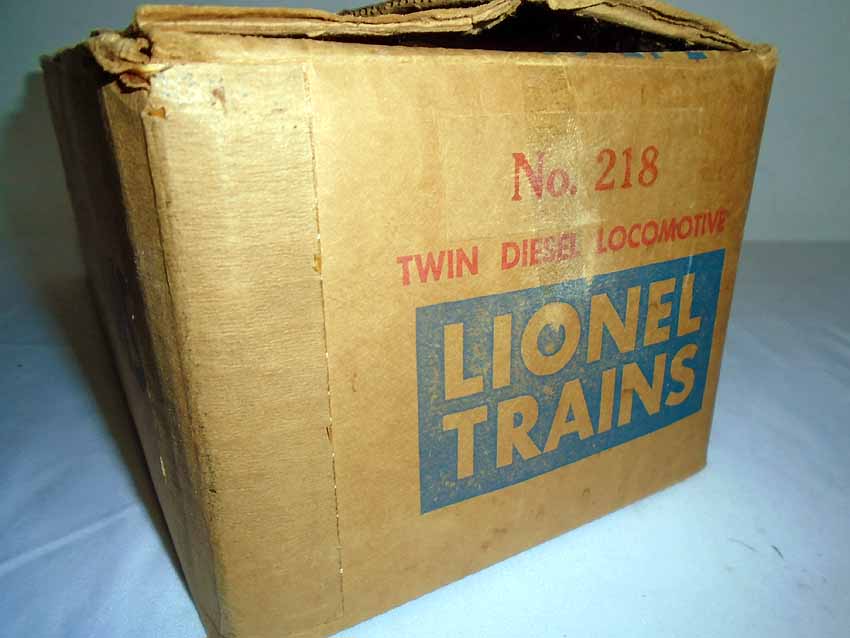 No. 218
TWIN DIESEL LOCOMOTIVE
LIONEL
TRAINS